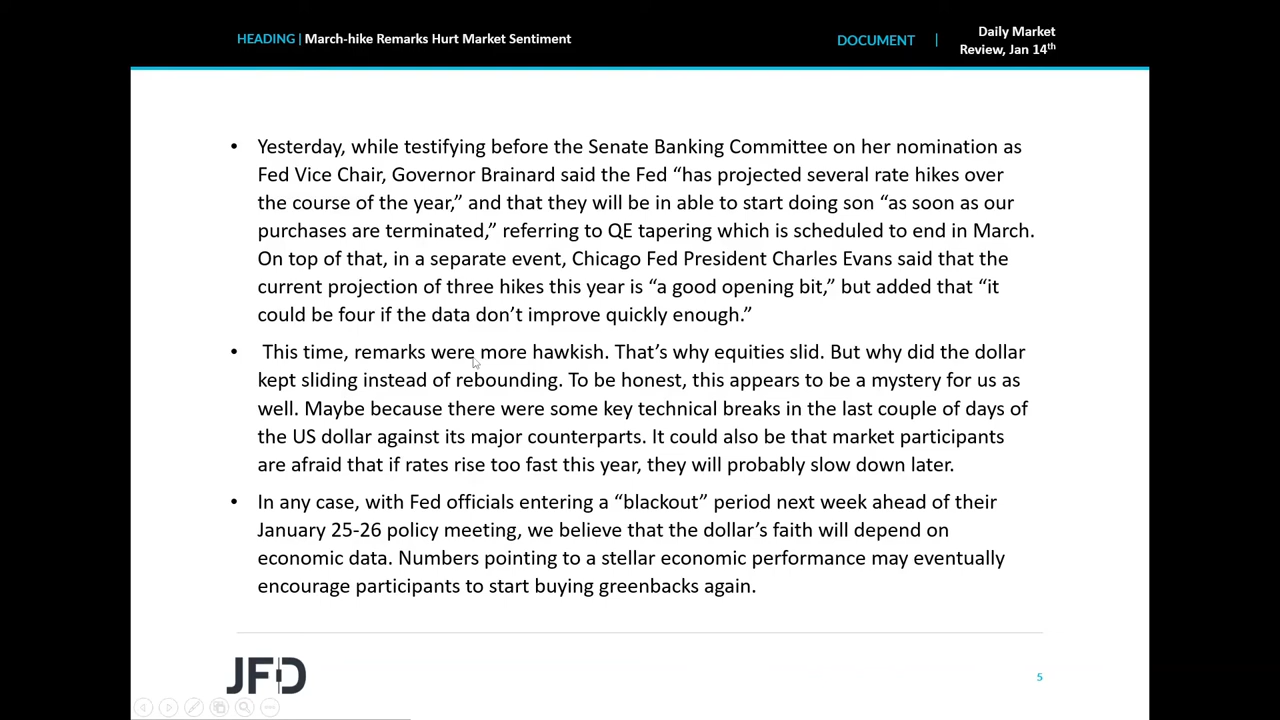 HEADING | March-hike Remarks Hurt Market Sentiment
DOCUMENT |
Daily Market
Review, Jan 14th
• Yesterday, while testifying before the Senate Banking Committee on her nomination as
Fed Vice Chair, Governor Brainard said the Fed “has projected several rate hikes over
the course of the year,” and that they will be in able to start doing son “as soon as our
purchases are terminated,” referring to QE tapering which is scheduled to end in March.
On top of that, in a separate event, Chicago Fed President Charles Evans said that the
current projection of three hikes this year is “a good opening bit,” but added that “it
could be four if the data don’t improve quickly enough.”
• This time, remarks were more hawkish. That’s why equities slid. But why did the dollar
kept sliding instead of rebounding. To be honest, this appears to be a mystery for us as
well. Maybe because there were some key technical breaks in the last couple of days of
the US dollar against its major counterparts. It could also be that market participants
are afraid that if rates rise too fast this year, they will probably slow down later.
• In any case, with Fed officials entering a “blackout” period next week ahead of their
January 25-26 policy meeting, we believe that the dollar’s faith will depend on
economic data. Numbers pointing to a stellar economic performance may eventually
encourage participants to start buying greenbacks again.
JFD
5